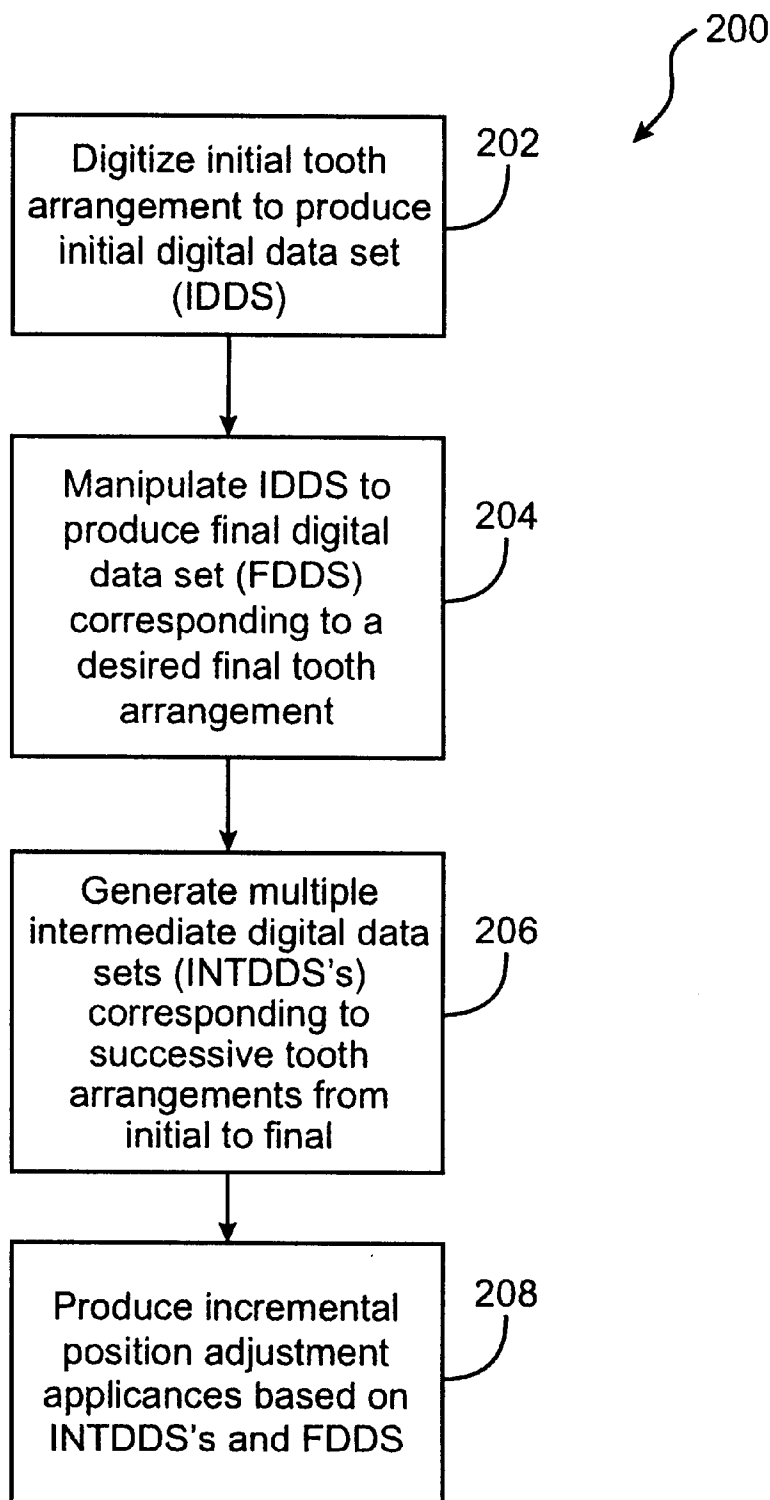 200
Digitize initial tooth
arrangement to produce
initial digital data set
(IDDS)
202
Manipulate IDDS to
produce final digital
data set (FDDS)
corresponding to a
desired final tooth
arrangement
204
Generate multiple
intermediate digital data
sets (INTDDS's)
corresponding to
successive tooth
arrangements from
initial to final
206
Produce incremental
position adjustment
applicances based on
INTDDS's and FDDS
208